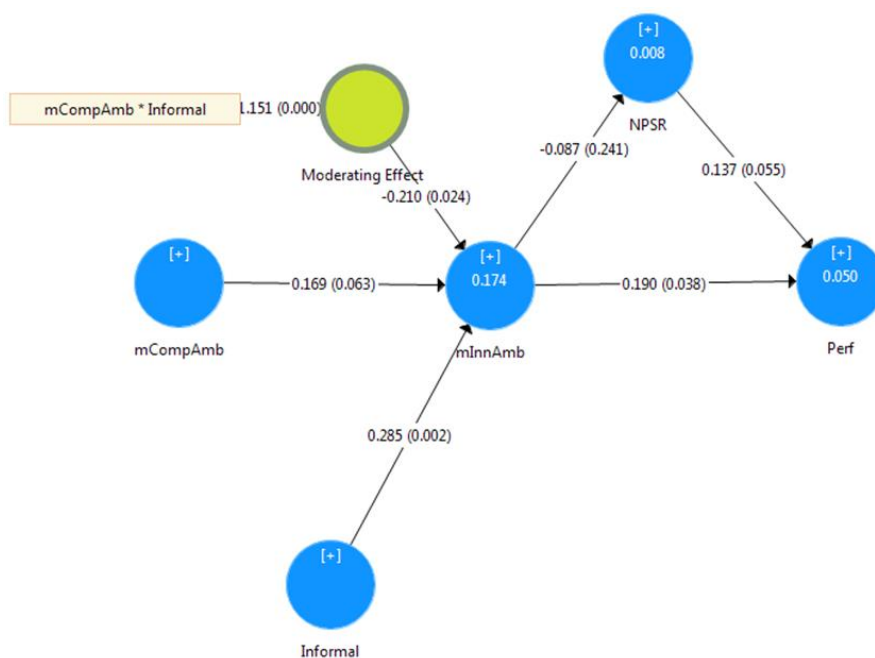 [+]
0.008
NPSR
mCompAmb * Informal
1.151 (0.000)
Moderating Effect
-0.087 (0.241)
0.137 (0.055)
-0.210 (0.024)
[+]
mCompAmb
0.169 (0.063)
[+]
0.174
mInnAmb
0.190 (0.038)
[+]
0.050
Perf
0.285 (0.002)
[+]
Informal